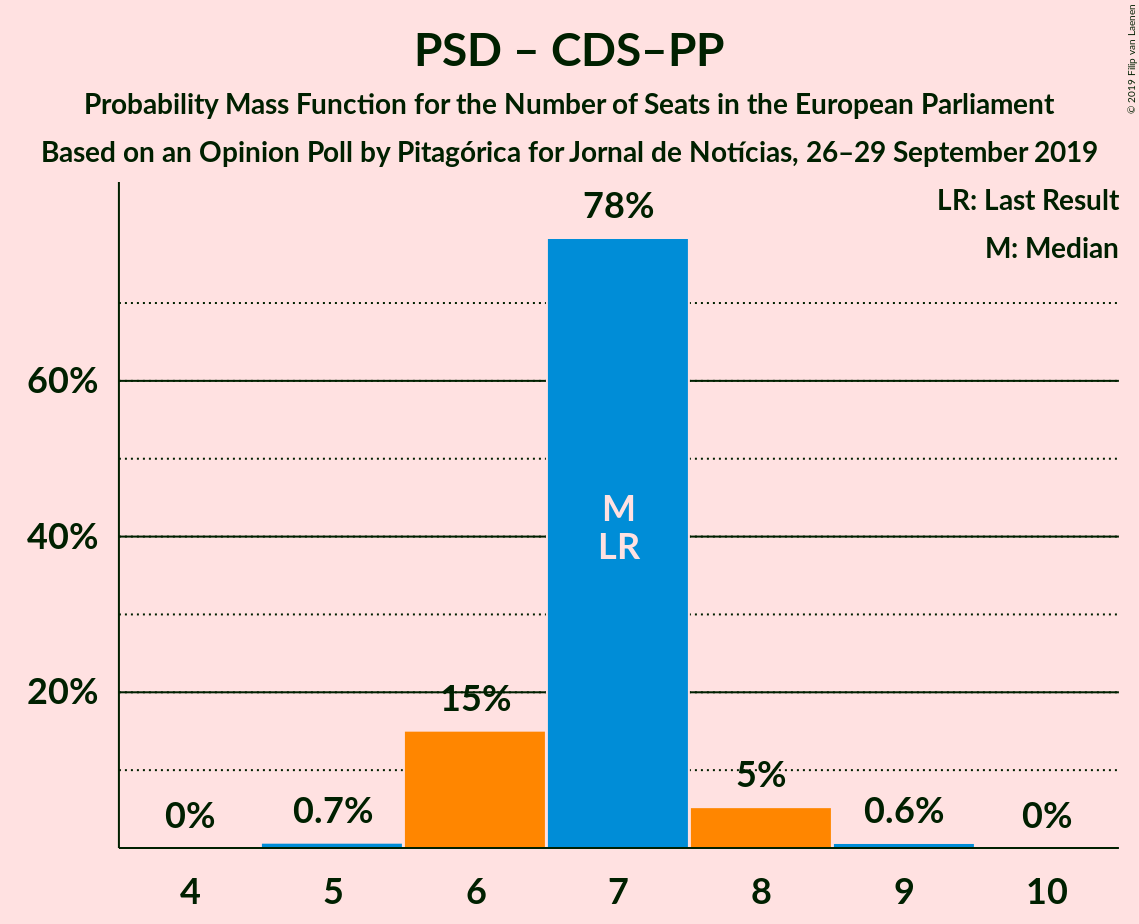 PSD – CDS–PP
Probability Mass Function for the Number of Seats in the European Parliament
Based on an Opinion Poll by Pitagórica for Jornal de Notícias, 26–29 September 2019
© 2019 Filip van Laenen
LR: Last Result
M: Median
78%
60%
40%
20%
M
LR
0%
0.7%
15%
5%
0.6%
0%
4
5
6
7
8
9
10